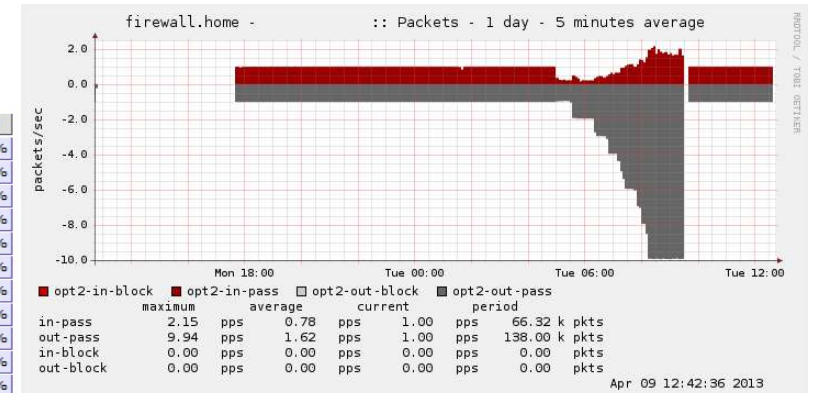 firewall.home - :: Packets - 1 day - 5 minutes average
RRDTOOL / TOBI OETIKER
packets/sec
2.0
0.0
-2.0
-4.0
-6.0
-8.0
-10.0
Mon 18:00 Tue 00:00 Tue 06:00 Tue 12:00
opt2-in-block opt2-in-pass opt2-out-block opt2-out-pass
maximum average current period
in-pass 2.15 pps 0.78 pps 1.00 pps 66.32 k pkts
out-pass 9.94 pps 1.62 pps 1.00 pps 138.00 k pkts
in-block 0.00 pps 0.00 pps 0.00 pps 0.00 pkts
out-block 0.00 pps 0.00 pps 0.00 pps 0.00 pkts
Apr 09 12:42:36 2013
%
%
%
%
%
%
%
%
%
%
%